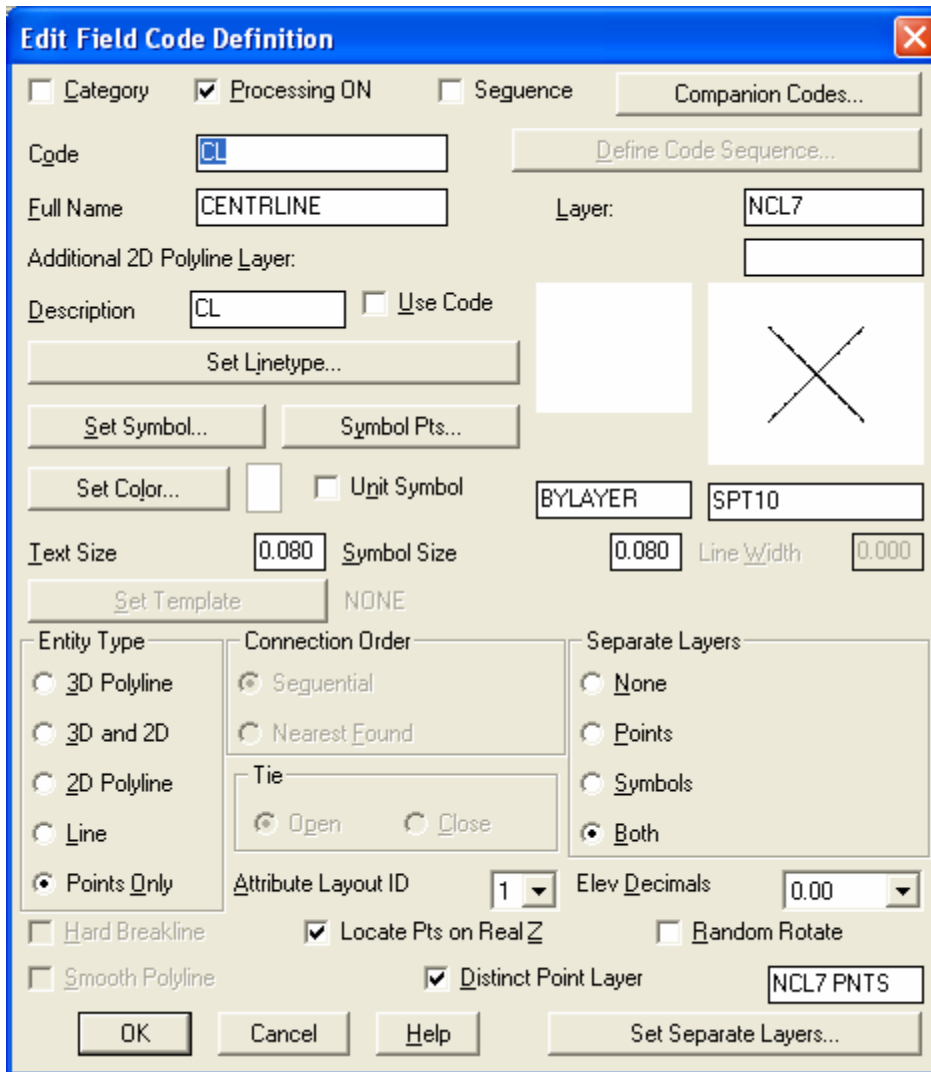 Edit Field Code Definition
Category Processing ON Sequence Companion Codes...
Code CL Define Code Sequence...
Full Name CENTRLINE Layer: NCL7
Additional 2D Polyline Layer:
Description CL Use Code
Set Linetype...
Set Symbol... Symbol Pts...
Set Color... Unit Symbol BYLAYER SPT10
Text Size 0.080 Symbol Size 0.080 Line Width 0.000
Set Template NONE
Entity Type Connection Order Separate Layers
3D Polyline Sequential None
3D and 2D Nearest Found Points
2D Polyline Tie Symbols
Line Open Close Both
Points Only Attribute Layout ID 1 Elev Decimals 0.00
Hard Breakline Locate Pts on Real Z Random Rotate
Smooth Polyline Distinct Point Layer NCL7 PNTS
OK Cancel Help Set Separate Layers...